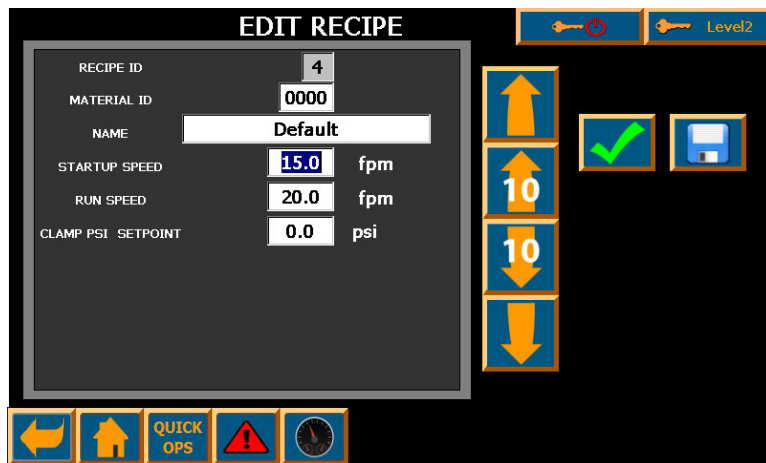 EDIT RECIPE
Level2
RECIPE ID 4
MATERIAL ID 0000
NAME Default
STARTUP SPEED 15.0 fpm
RUN SPEED 20.0 fpm
CLAMP PSI SETPOINT 0.0 psi
10
10
QUICK
OPS